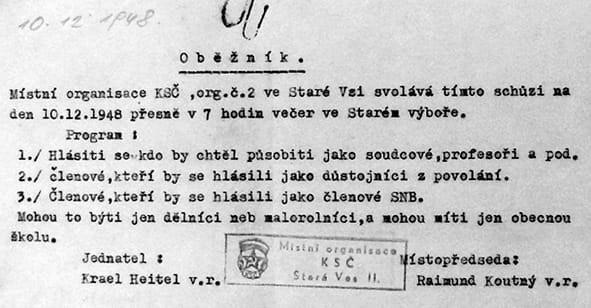 10.12.1948.
Oběžník.
Místní organisace KSČ ,org.č.2 ve Staré Vsi svolává tímto schůzi na
den 10.12.1948 přesně v 7 hodin večer ve Starém výboře.
Program :
1./ Hlásiti se kdo by chtěl působiti jako soudcové,profesoři a pod.
2./ Členové,kteří by se hlásili jako důstojníci z povolání.
3./ Členové,kteří by se hlásili jako členové SNB.
Mohou to býti jen dělníci neb malorolníci,a mohou míti jen obecnou
školu.
Jednatel :
Krael Heitel v.r.
Místní organisace
KSČ
Stará Ves II.
Místopředseda:
Raimund Koutný v.r.